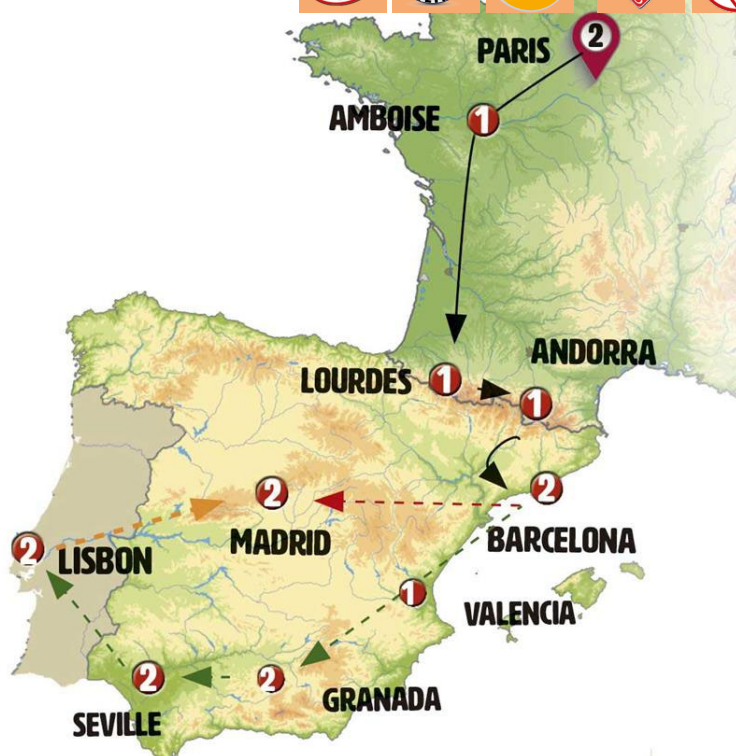 PARIS
2
AMBOISE
1
ANDORRA
LOURDES
1
1
2
2
MADRID
BARCELONA
2
LISBON
1
VALENCIA
2
2
GRANADA
SEVILLE